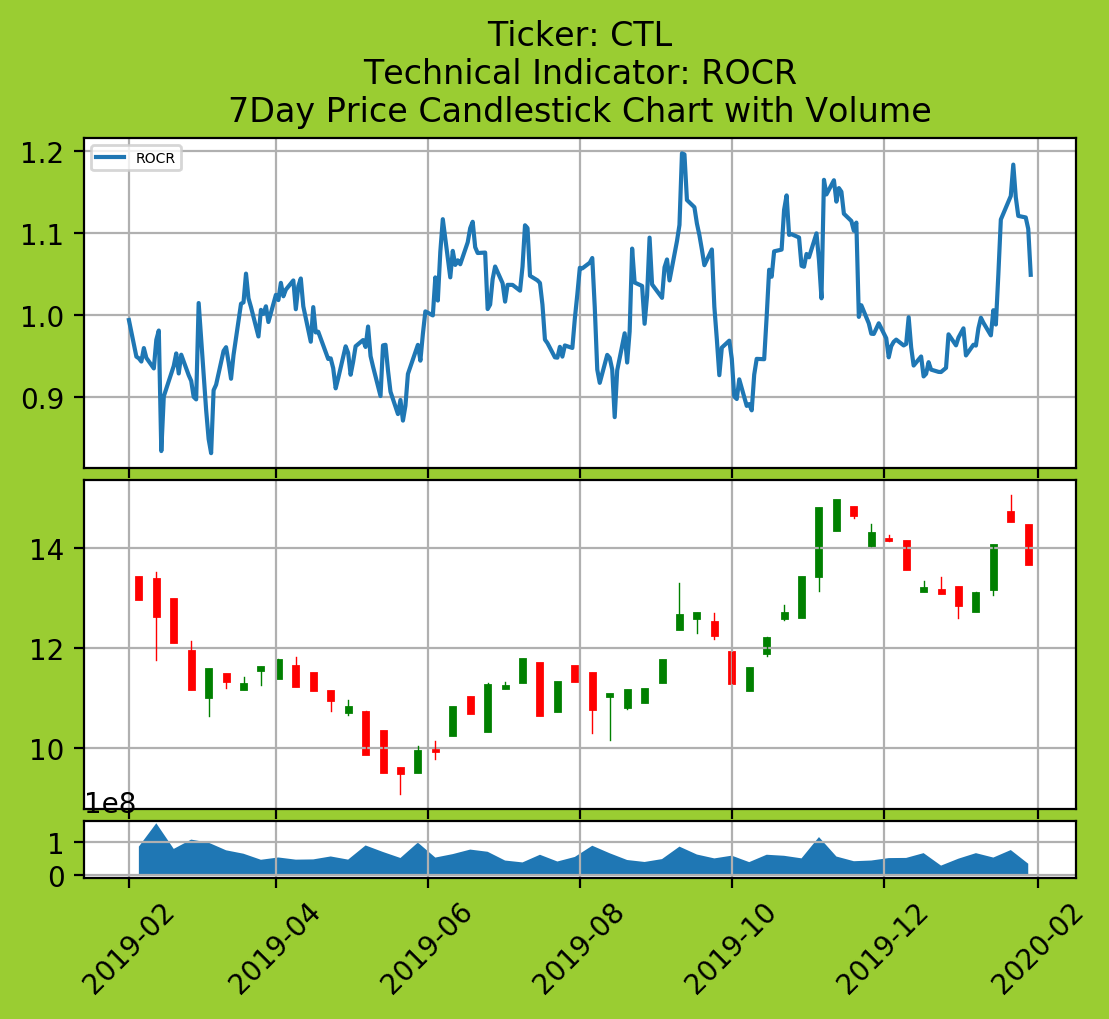 Ticker: CTL
Technical Indicator: ROCR
7Day Price Candlestick Chart with Volume
1.2
ROCR
1.1
1.0
0.9
14
12
10
1e8
1
0
2019-02 2019-04 2019-06 2019-08 2019-10 2019-12 2020-02